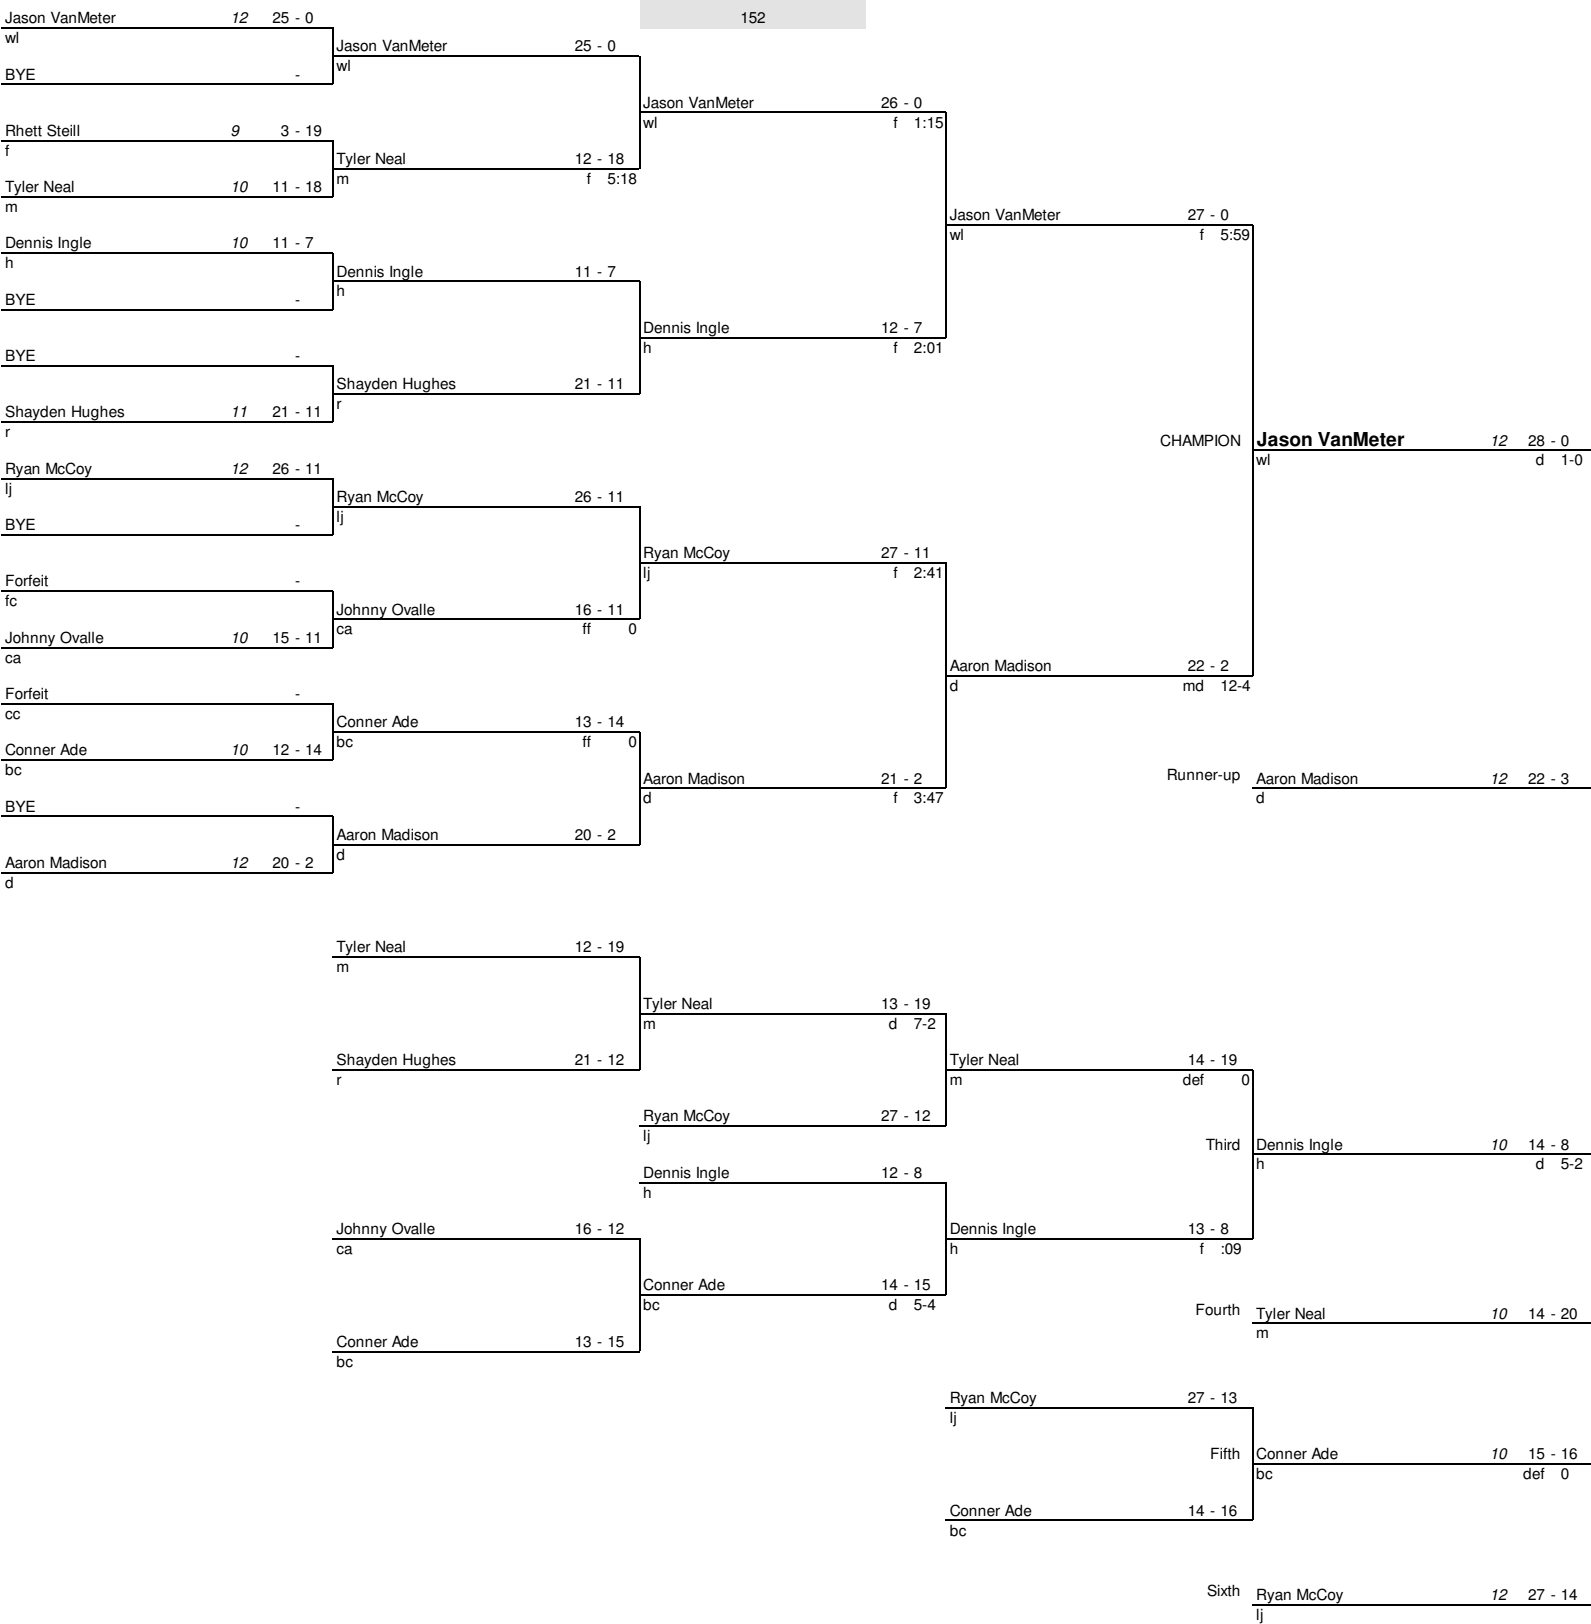 Jason VanMeter 12 25 - 0 152
wl
Jason VanMeter 25 - 0
wl
BYE -
Jason VanMeter 26 - 0
wl f 1:15
Rhett Steill 9 3 - 19
f
Tyler Neal 12 - 18
m f 5:18
Tyler Neal 10 11 - 18
m
Jason VanMeter 27 - 0
wl f 5:59
Dennis Ingle 10 11 - 7
h
Dennis Ingle 11 - 7
h
BYE -
Dennis Ingle 12 - 7
h f 2:01
BYE -
Shayden Hughes 21 - 11
r
Shayden Hughes 11 21 - 11
r
CHAMPION Jason VanMeter 12 28 - 0
wl d 1-0
Ryan McCoy 12 26 - 11
lj
Ryan McCoy 26 - 11
lj
BYE -
Ryan McCoy 27 - 11
lj f 2:41
Forfeit -
fc
Johnny Ovalle 16 - 11
ca ff 0
Johnny Ovalle 10 15 - 11
ca
Aaron Madison 22 - 2
d md 12-4
Forfeit -
cc
Conner Ade 13 - 14
bc ff 0
Conner Ade 10 12 - 14
bc
Aaron Madison 21 - 2
d f 3:47
Runner-up Aaron Madison 12 22 - 3
d
BYE -
Aaron Madison 20 - 2
d
Aaron Madison 12 20 - 2
d
Tyler Neal 12 - 19
m
Tyler Neal 13 - 19
m d 7-2
Shayden Hughes 21 - 12
r
Tyler Neal 14 - 19
m def 0
Ryan McCoy 27 - 12
lj
Third Dennis Ingle 10 14 - 8
h d 5-2
Dennis Ingle 12 - 8
h
Johnny Ovalle 16 - 12
ca
Dennis Ingle 13 - 8
h f :09
Conner Ade 14 - 15
bc d 5-4
Fourth Tyler Neal 10 14 - 20
m
Conner Ade 13 - 15
bc
Ryan McCoy 27 - 13
lj
Fifth Conner Ade 10 15 - 16
bc def 0
Conner Ade 14 - 16
bc
Sixth Ryan McCoy 12 27 - 14
lj